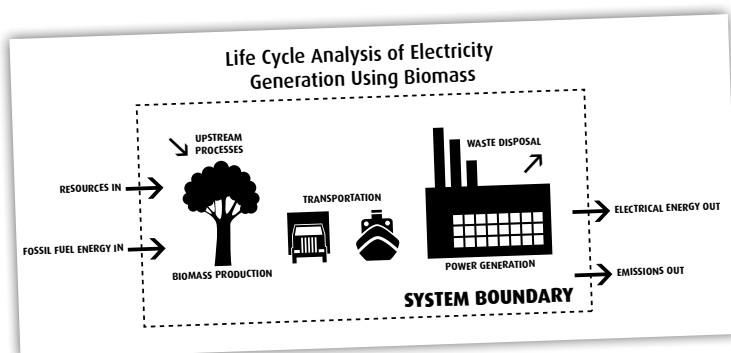 Life Cycle Analysis of Electricity
Generation Using Biomass
UPSTREAM
PROCESSES
WASTE DISPOSAL
RESOURCES IN
TRANSPORTATION
ELECTRICAL ENERGY OUT
FOSSIL FUEL ENERGY IN
BIOMASS PRODUCTION
POWER GENERATION
EMISSIONS OUT
SYSTEM BOUNDARY